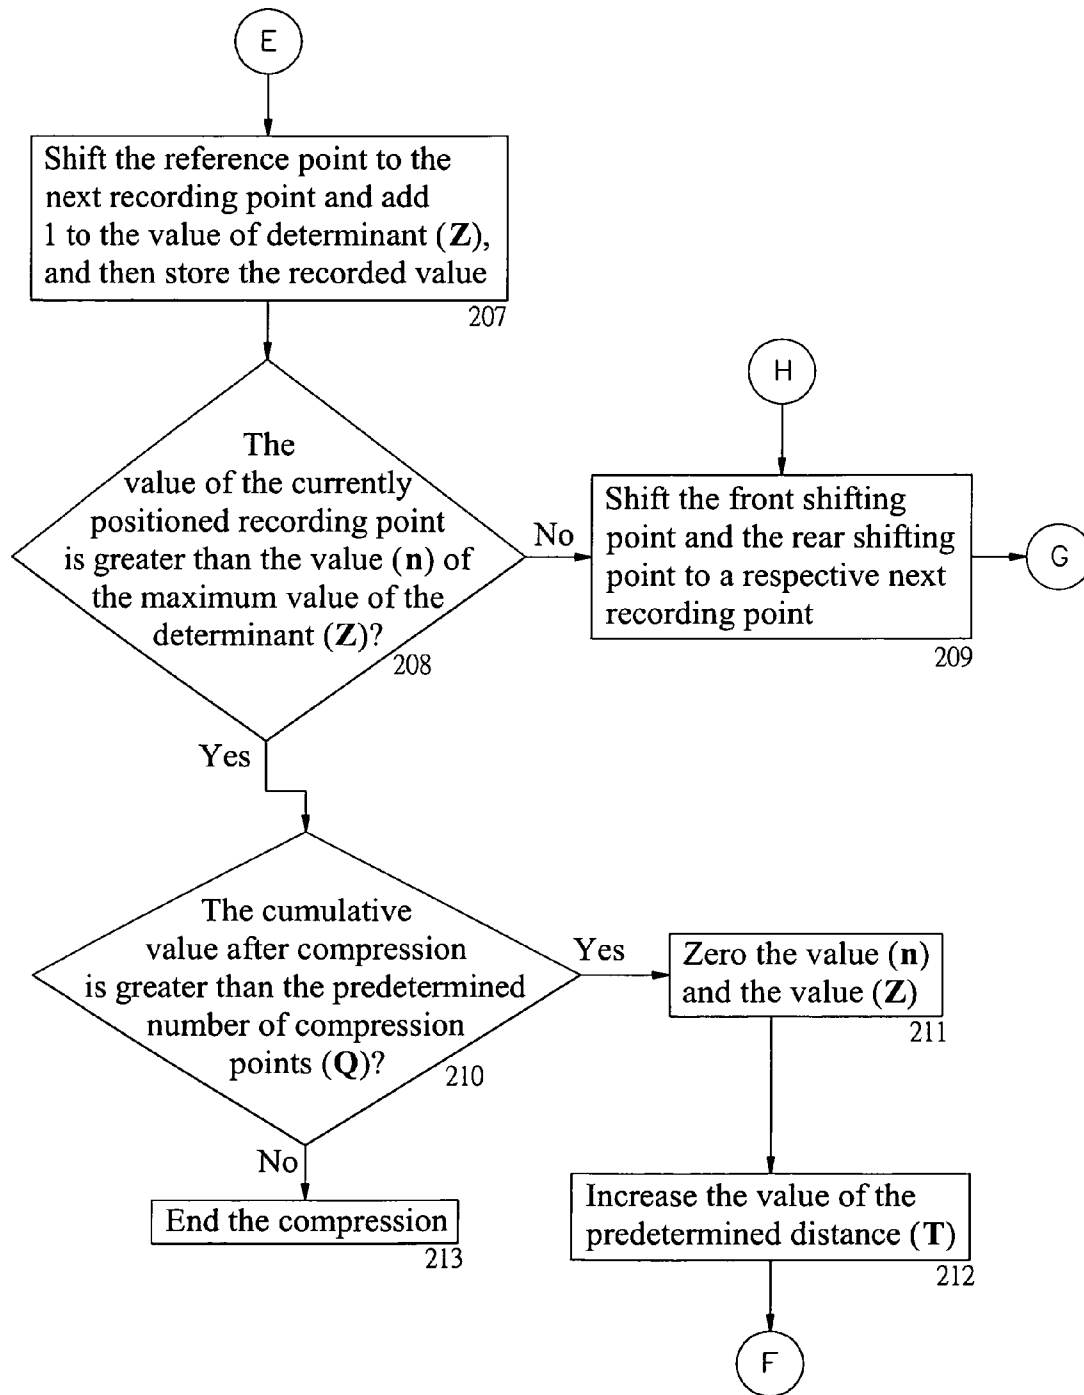 E
Shift the reference point to the
next recording point and add
1 to the value of determinant (Z),
and then store the recorded value
207
The
value of the currently
positioned recording point
is greater than the value (n) of
the maximum value of the
determinant (Z)?
208
No
Yes
H
Shift the front shifting
point and the rear shifting
point to a respective next
recording point
209
G
The cumulative
value after compression
is greater than the predetermined
number of compression
points (Q)?
210
Yes
No
Zero the value (n)
and the value (Z)
211
End the compression
213
Increase the value of the
predetermined distance (T)
212
F